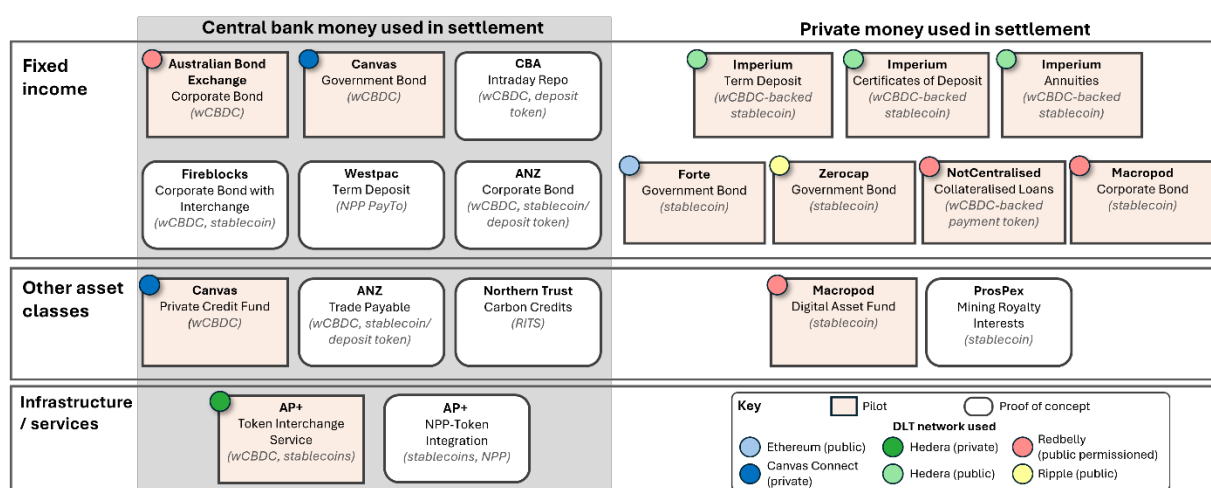 Central bank money used in settlement
Private money used in settlement
Fixed
income
Australian Bond
Exchange
Corporate Bond
(wCBDC)
Canvas
Government Bond
(wCBDC)
CBA
Intraday Repo
(wCBDC, deposit
token)
Imperium
Term Deposit
(wCBDC-backed
stablecoin)
Imperium
Certificates of Deposit
(wCBDC-backed
stablecoin)
Imperium
Annuities
(wCBDC-backed
stablecoin)
Fireblocks
Corporate Bond with
Interchange
(wCBDC, stablecoin)
Westpac
Term Deposit
(NPP PayTo)
ANZ
Corporate Bond
(wCBDC, stablecoin/
deposit token)
Forte
Government Bond
(stablecoin)
Zerocap
Government Bond
(stablecoin)
NotCentralised
Collateralised Loans
(wCBDC-backed
payment token)
Macropod
Corporate Bond
(stablecoin)
Other asset
classes
Canvas
Private Credit Fund
(wCBDC)
ANZ
Trade Payable
(wCBDC, stablecoin/
deposit token)
Northern Trust
Carbon Credits
(RITS)
Macropod
Digital Asset Fund
(stablecoin)
ProsPex
Mining Royalty
Interests
(stablecoin)
Infrastructure
/ services
AP+
Token Interchange
Service
(wCBDC, stablecoins)
AP+
NPP-Token
Integration
(stablecoins, NPP)
Key
Pilot
Proof of concept
DLT network used
Ethereum (public)
Hedera (private)
Redbelly
(public permissioned)
Canvas Connect
(private)
Hedera (public)
Ripple (public)